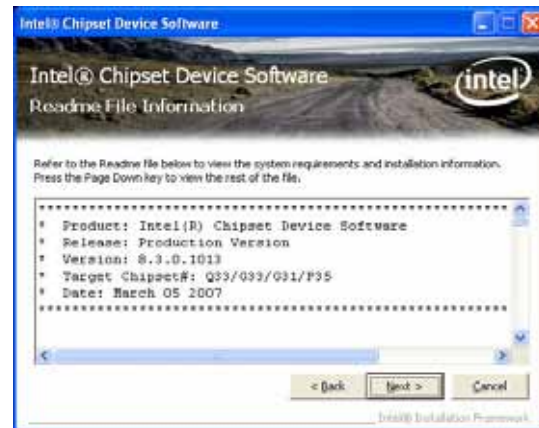 Intel® Chipset Device Software
Intel® Chipset Device Software
intel
Readme File Information
Refer to the Readme file below to view the system requirements and installation information.
Press the Page Down key to view the rest of the file.
************************************************************
* Product: Intel(R) Chipset Device Software
* Release: Production Version
* Version: 8.3.0.1013
* Target Chipset#: Q33/G33/G31/P35
* Date: March 05 2007
************************************************************
< Back Next > Cancel
Intel® Installation Framework